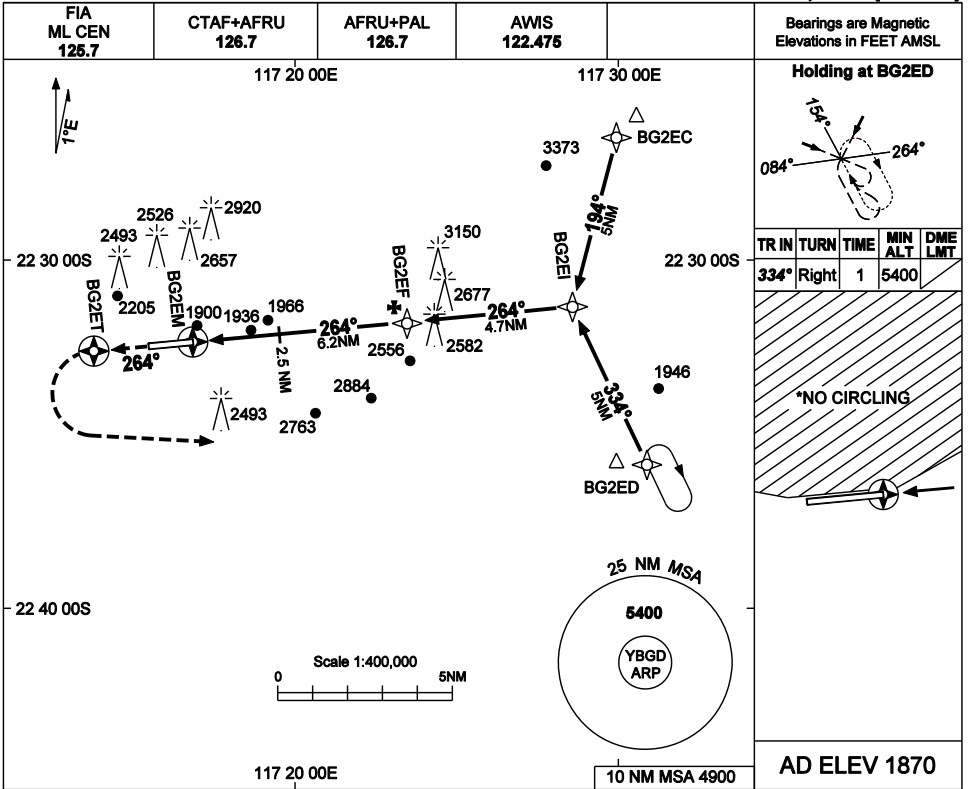 FIA
ML CEN
125.7
CTAF+AFRU
126.7
AFRU+PAL
126.7
AWIS
122.475
Bearings are Magnetic
Elevations in FEET AMSL
117 20 00E
117 30 00E
1°E
BG2EC
3373
194°
5NM
2920
2526
2493
2657
3150
BG2EI
22 30 00S
22 30 00S
BG2EF
2677
BG2ET
BG2EM
2205
1900
1936
1966
264°
6.2NM
264°
4.7NM
2582
264°
2.5 NM
2556
2884
2493
2763
334°
5NM
1946
BG2ED
Holding at BG2ED
154°
084°
264°
TR IN
TURN
TIME
MIN
ALT
DME
LMT
334°
Right
1
5400
*NO CIRCLING
25 NM MSA
5400
YBGD
ARP
22 40 00S
Scale 1:400,000
0
5NM
117 20 00E
10 NM MSA 4900
AD ELEV 1870